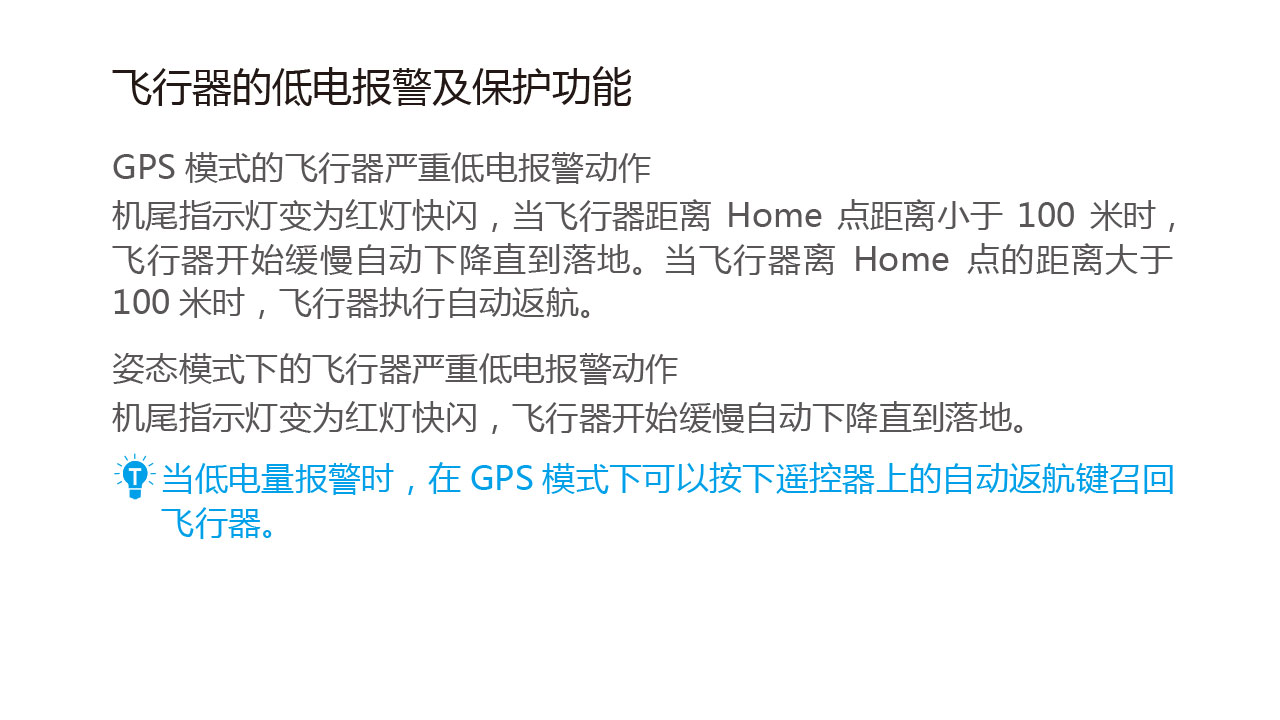 飞行器的低电报警及保护功能
GPS 模式的飞行器严重低电报警动作
机尾指示灯变为红灯快闪，当飞行器距离 Home 点距离小于 100 米时，
飞行器开始缓慢自动下降直到落地。当飞行器离 Home 点的距离大于
100 米时，飞行器执行自动返航。
姿态模式下的飞行器严重低电报警动作
机尾指示灯变为红灯快闪，飞行器开始缓慢自动下降直到落地。
T 当低电量报警时，在 GPS 模式下可以按下遥控器上的自动返航键召回
飞行器。